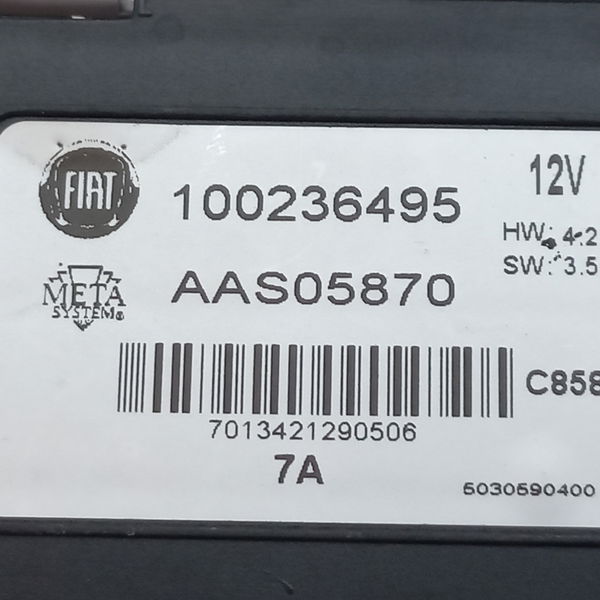 FIAT
100236495
12V
HW: 4.2
SW: 3.5
META
SYSTEM®
AAS05870
C858
7013421290506
7A
5030590400